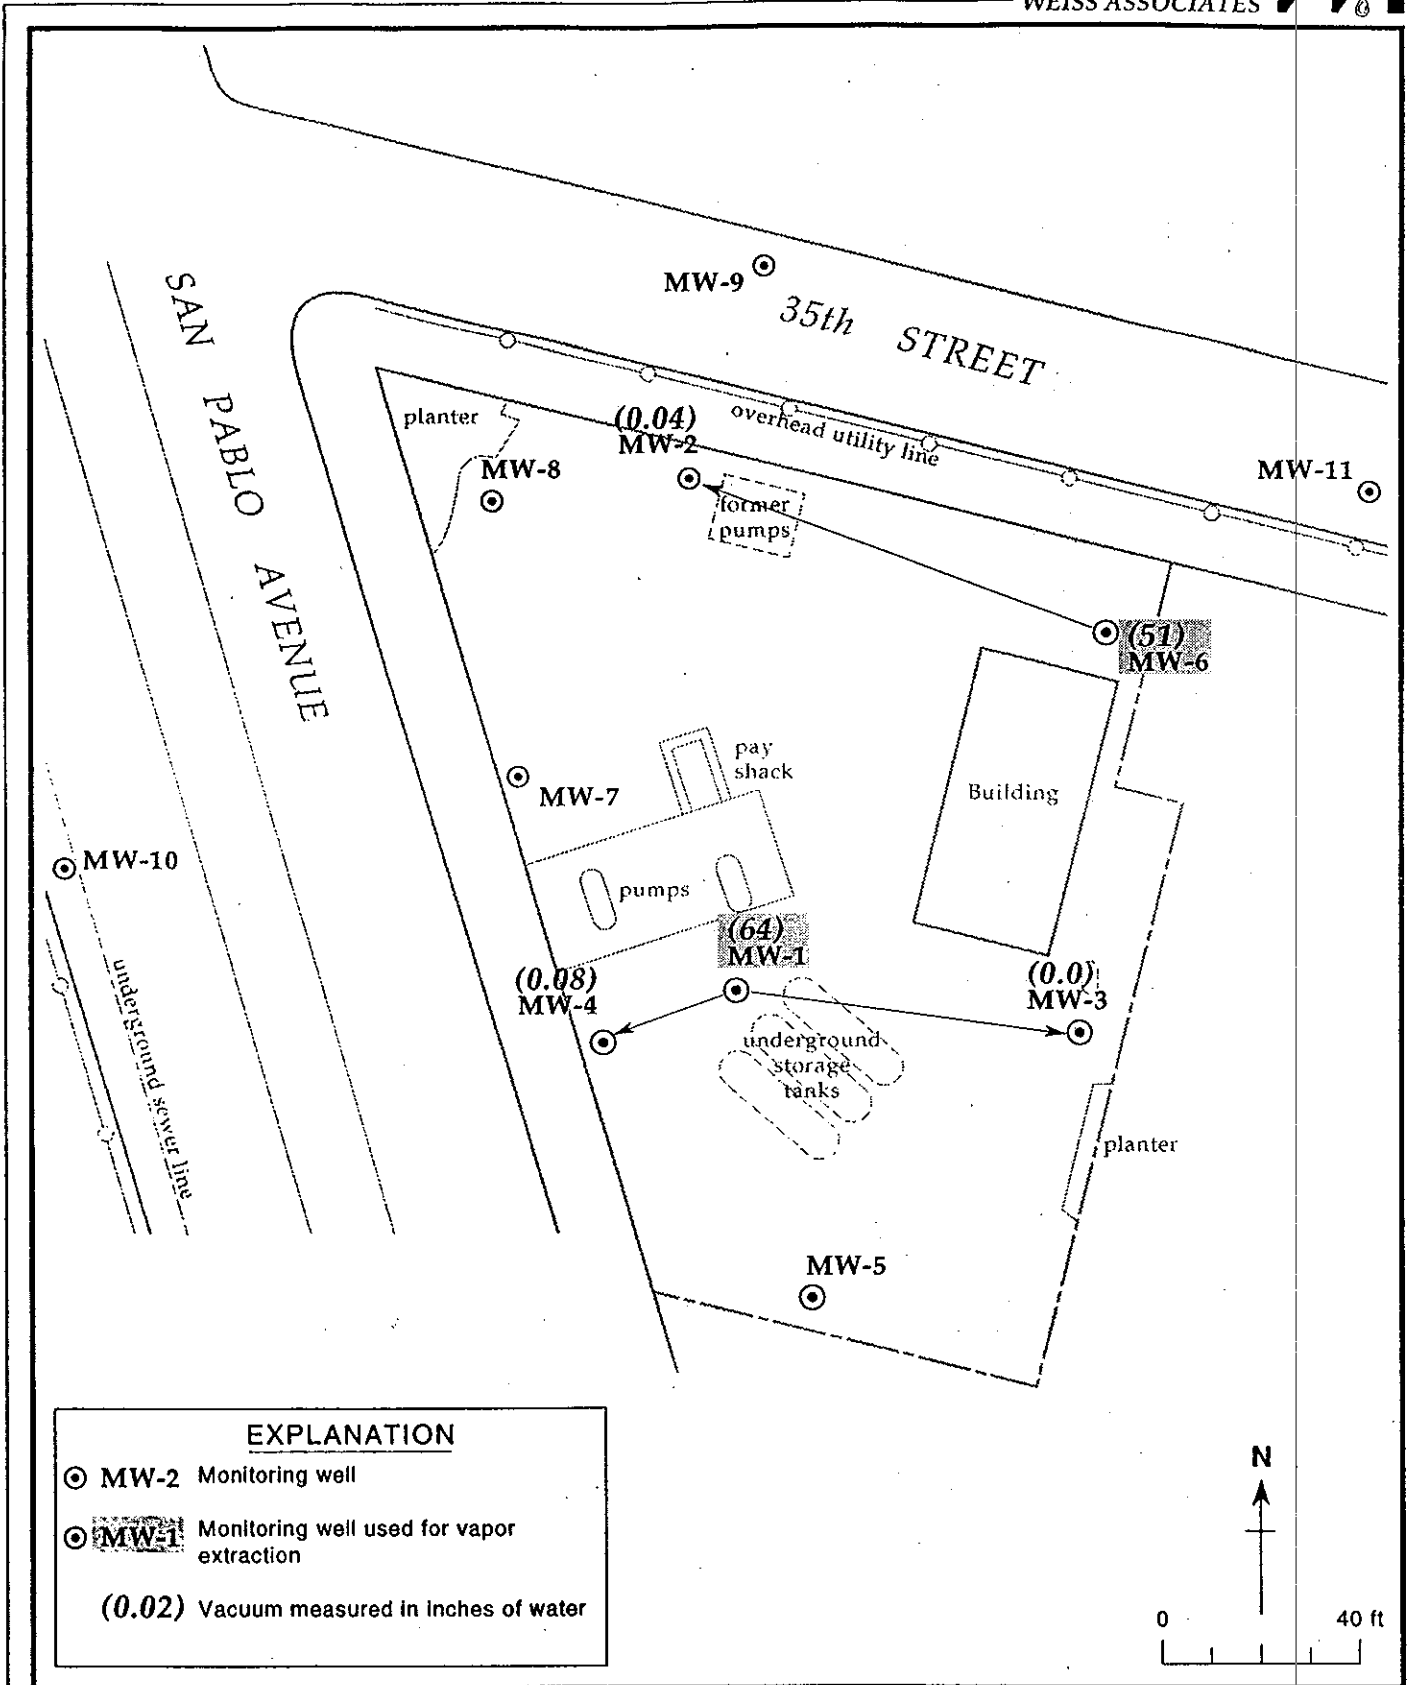 WEISS ASSOCIATES
MW-9
35th STREET
SAN PABLO AVENUE
planter
(0.04)
MW-2
overhead utility line
MW-8
MW-11
former
pumps
(51)
MW-6
pay
shack
MW-7
Building
MW-10
pumps
(64)
MW-1
(0.08)
MW-4
(0.0)
MW-3
underground sewer line
underground
storage
tanks
planter
MW-5
EXPLANATION
MW-2 Monitoring well
MW-1 Monitoring well used for vapor
extraction
(0.02) Vacuum measured in inches of water
N
0 40 ft